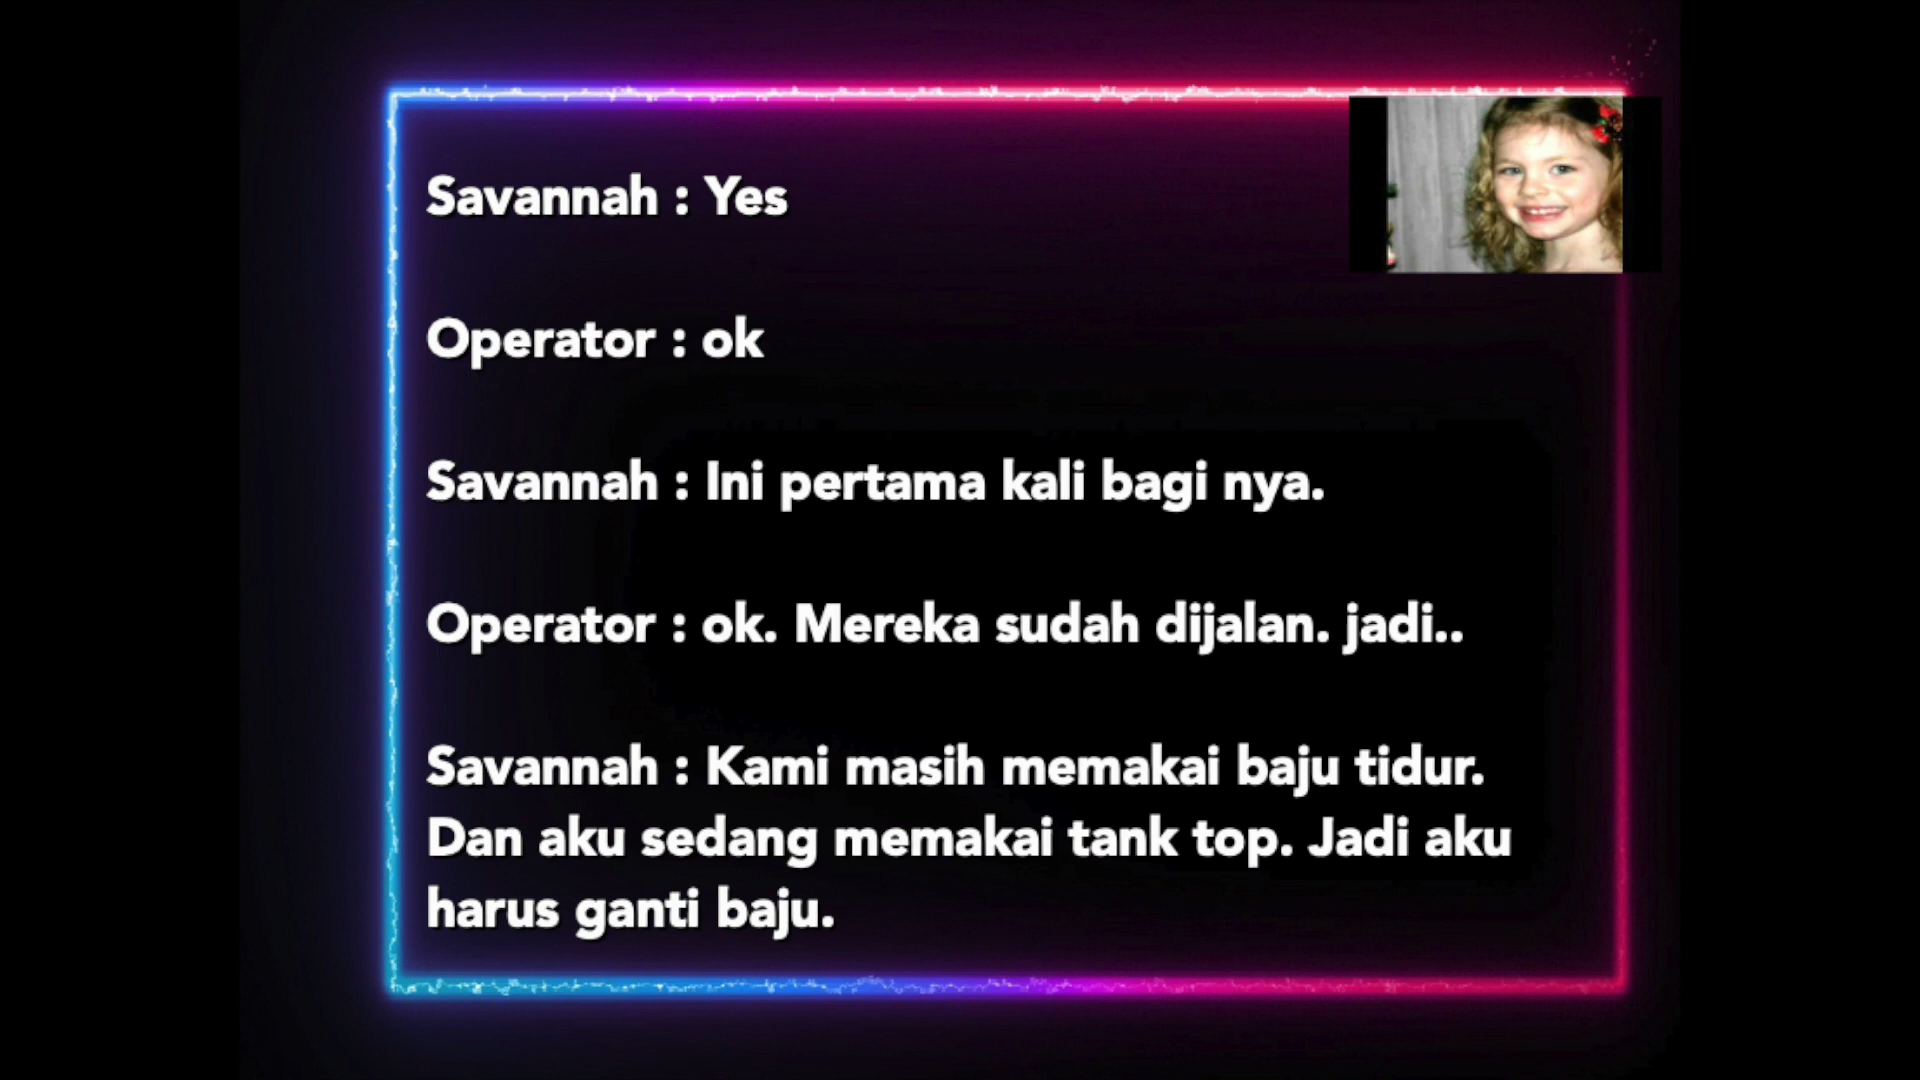 Savannah : Yes
Operator : ok
Savannah : Ini pertama kali bagi nya.
Operator : ok. Mereka sudah dijalan. jadi..
Savannah : Kami masih memakai baju tidur.
Dan aku sedang memakai tank top. Jadi aku
harus ganti baju.